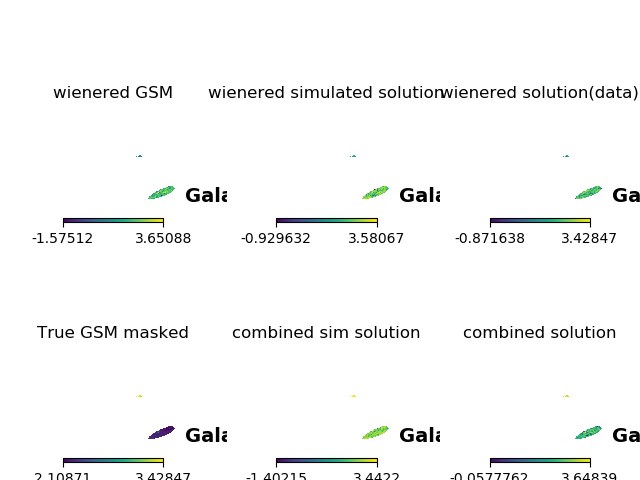 wienered GSM
wienered simulated solution
wienered solution(data)
Gala
Gala
Ga
-1.57512 3.65088
-0.929632 3.58067
-0.871638 3.42847
True GSM masked
combined sim solution
combined solution
Gala
Gala
Ga
2.10871 3.42847
-1.40215 3.4422
-0.0577762 3.64839